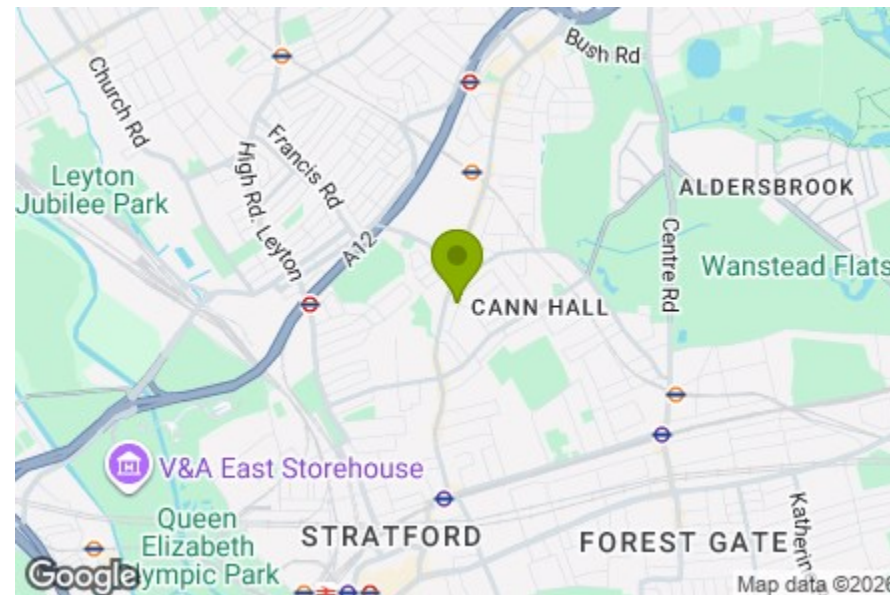 Bush Rd
Church Rd
Francis Rd
High Rd. Leyton
Leyton
Jubilee Park
ALDERSBROOK
A12
Centre Rd
Wanstead Flats
CANN HALL
V&A East Storehouse
Queen
Elizabeth
Olympic Park
STRATFORD
FOREST GATE
Katherin
Google
Map data ©2026